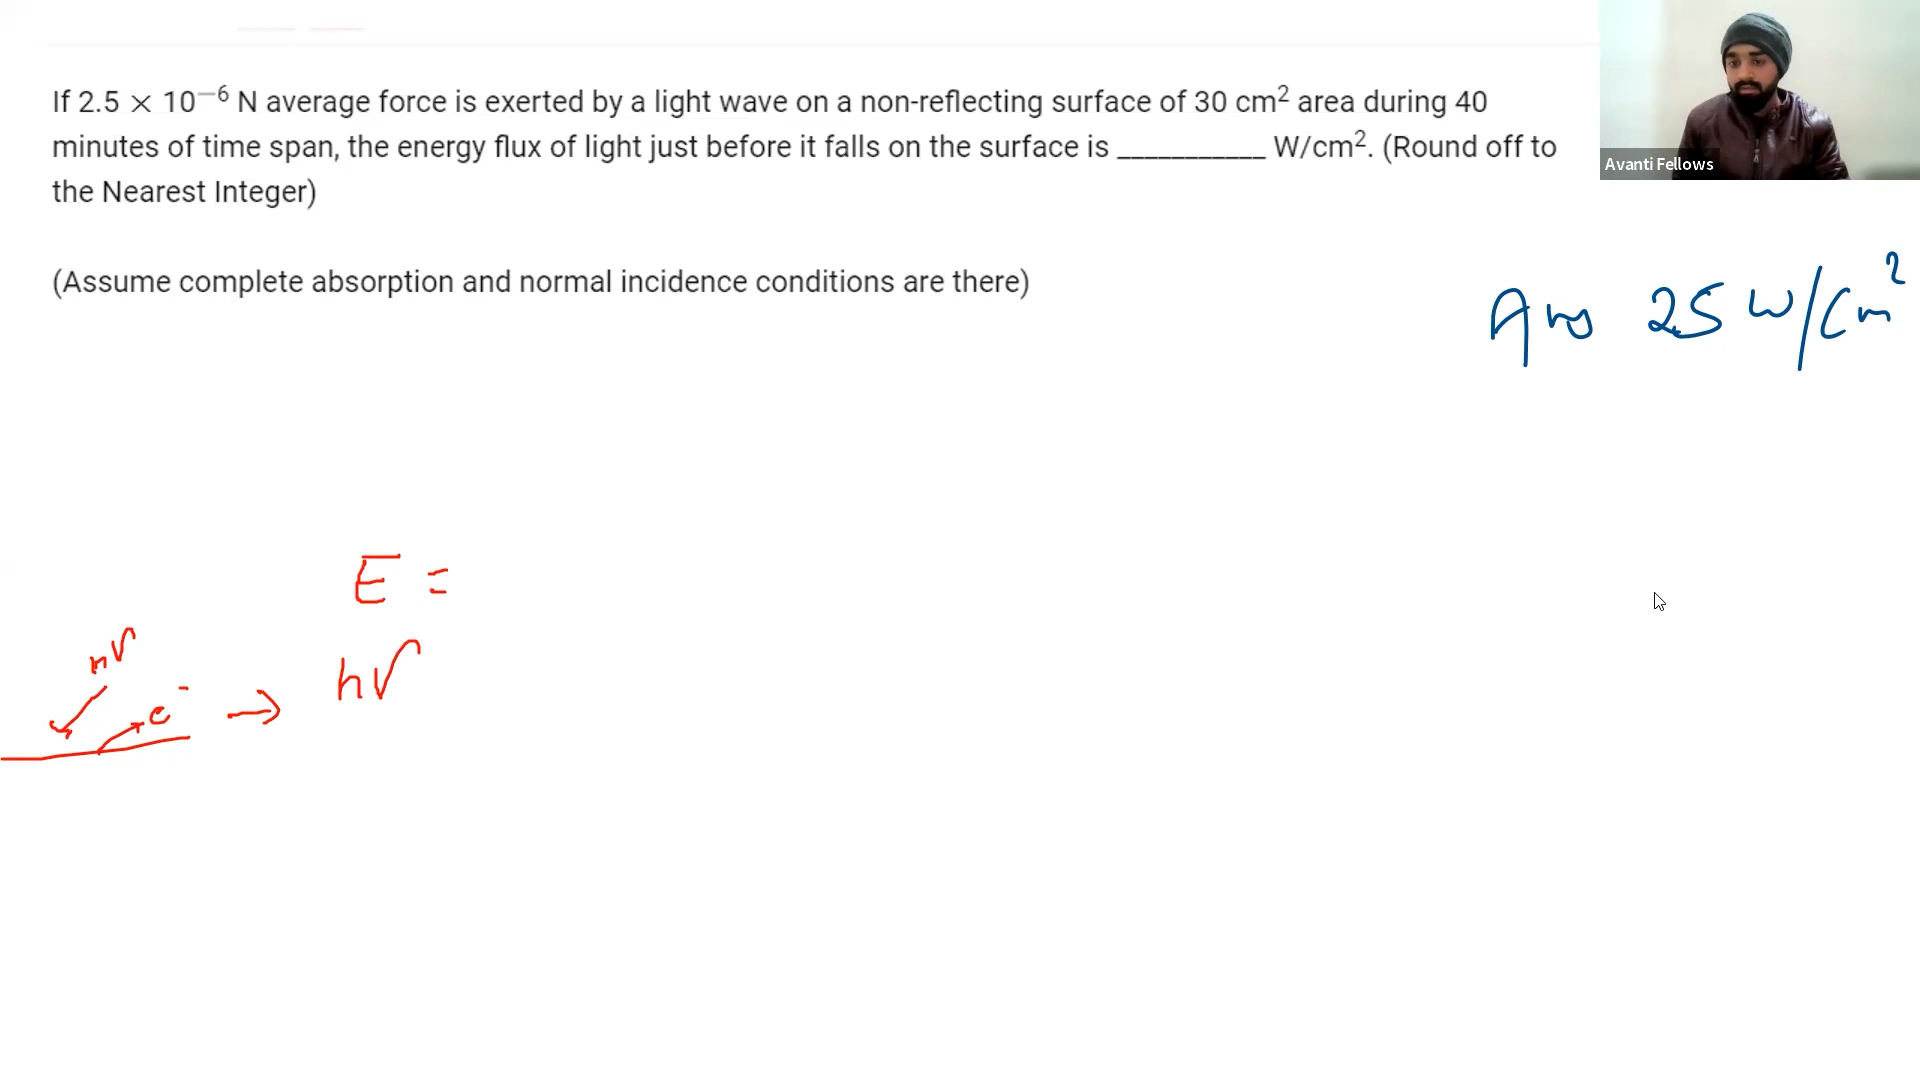 If 2.5 × 10⁻⁶ N average force is exerted by a light wave on a non-reflecting surface of 30 cm² area during 40
minutes of time span, the energy flux of light just before it falls on the surface is ___________ W/cm². (Round off to
the Nearest Integer)
(Assume complete absorption and normal incidence conditions are there)
Avanti Fellows
Ans 25 W/Cm²
E =
hν
e⁻